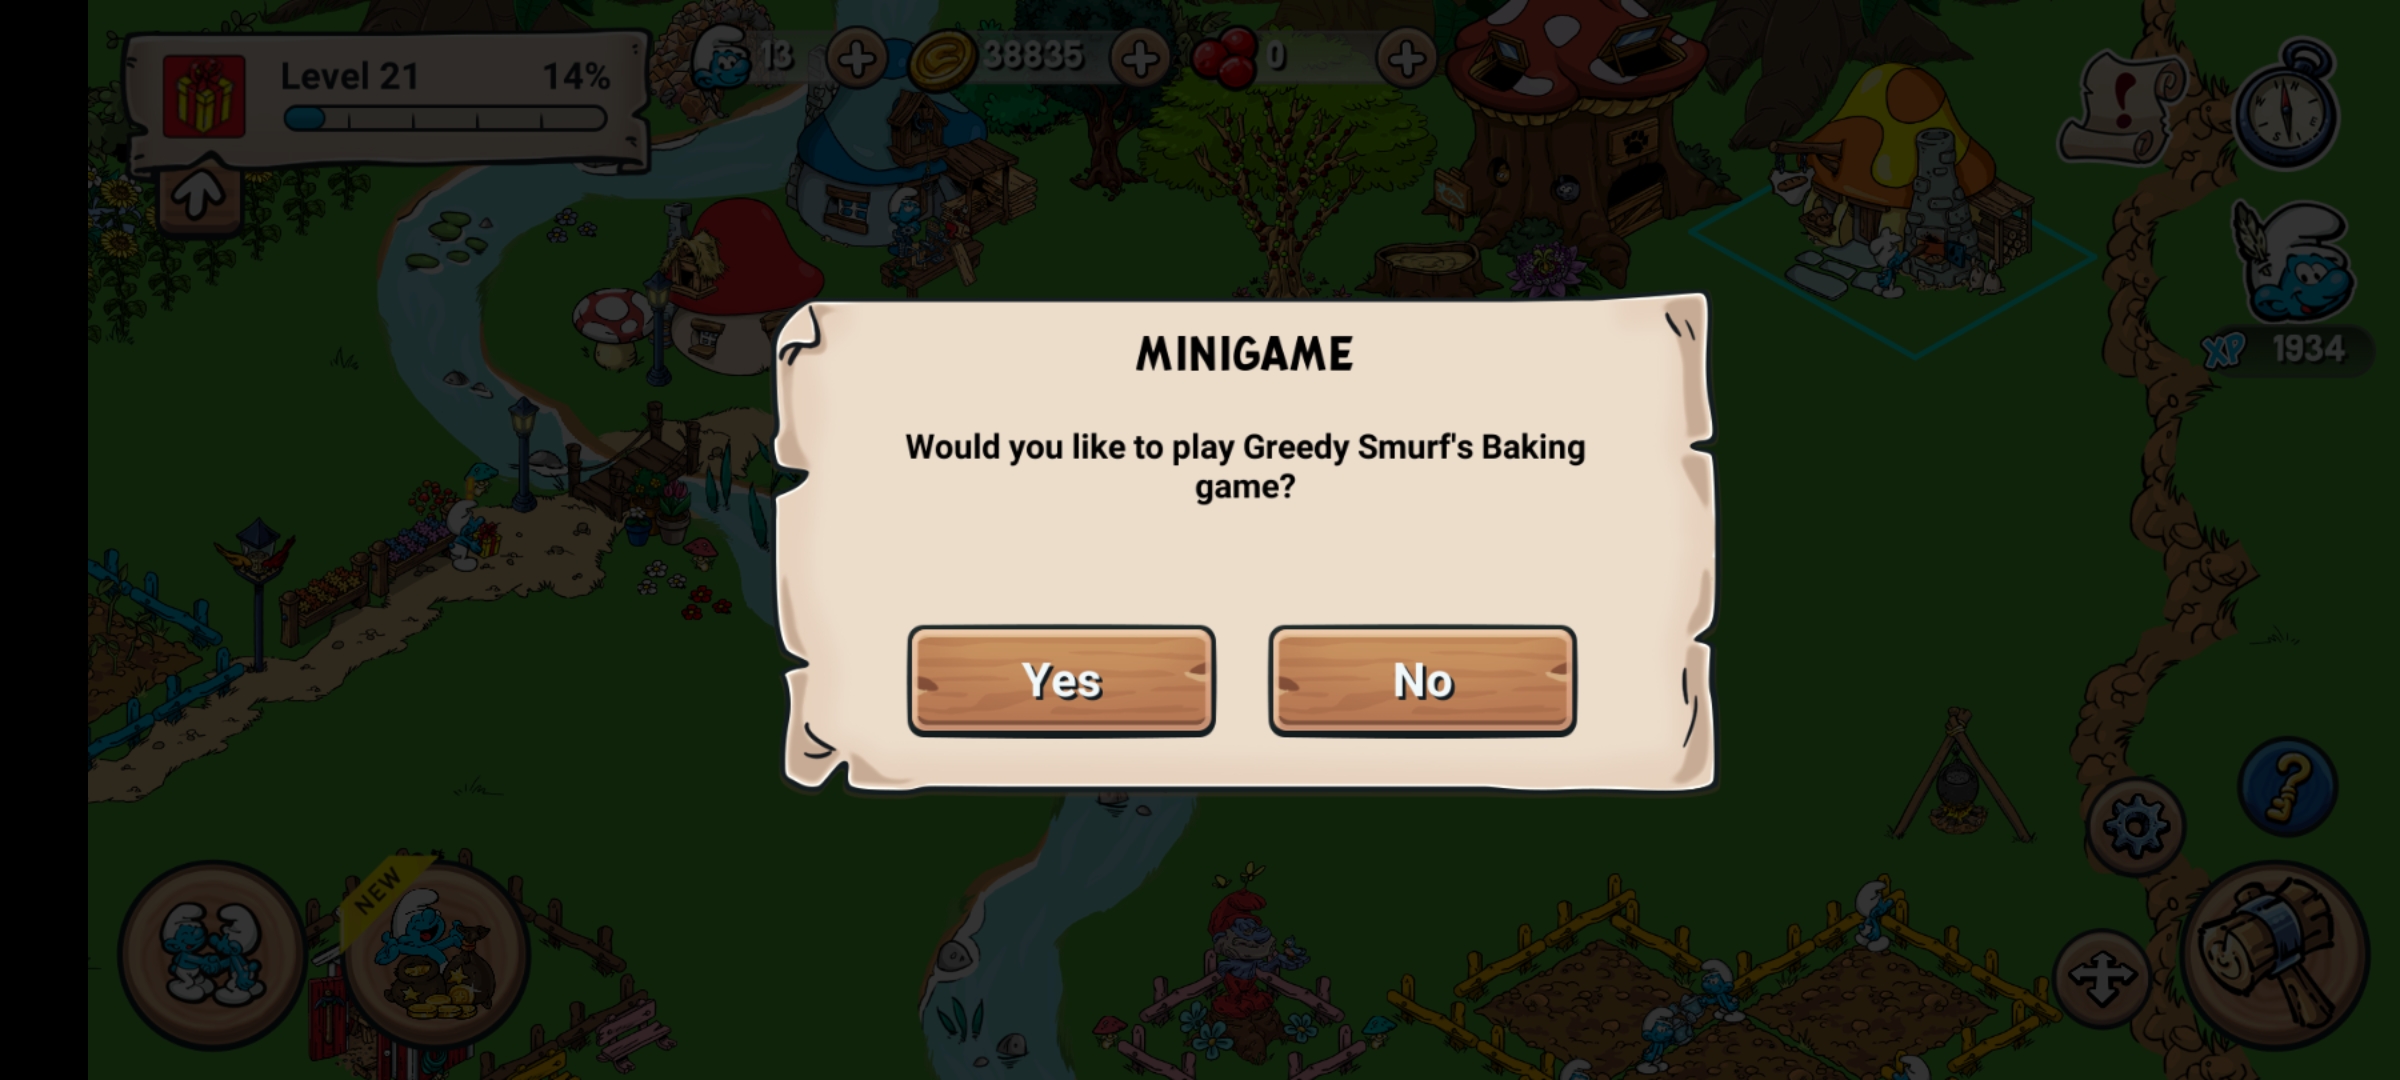 Level 21
14%
13
38835
0
XP 1934
MINIGAME
Would you like to play Greedy Smurf's Baking
game?
Yes
No
NEW